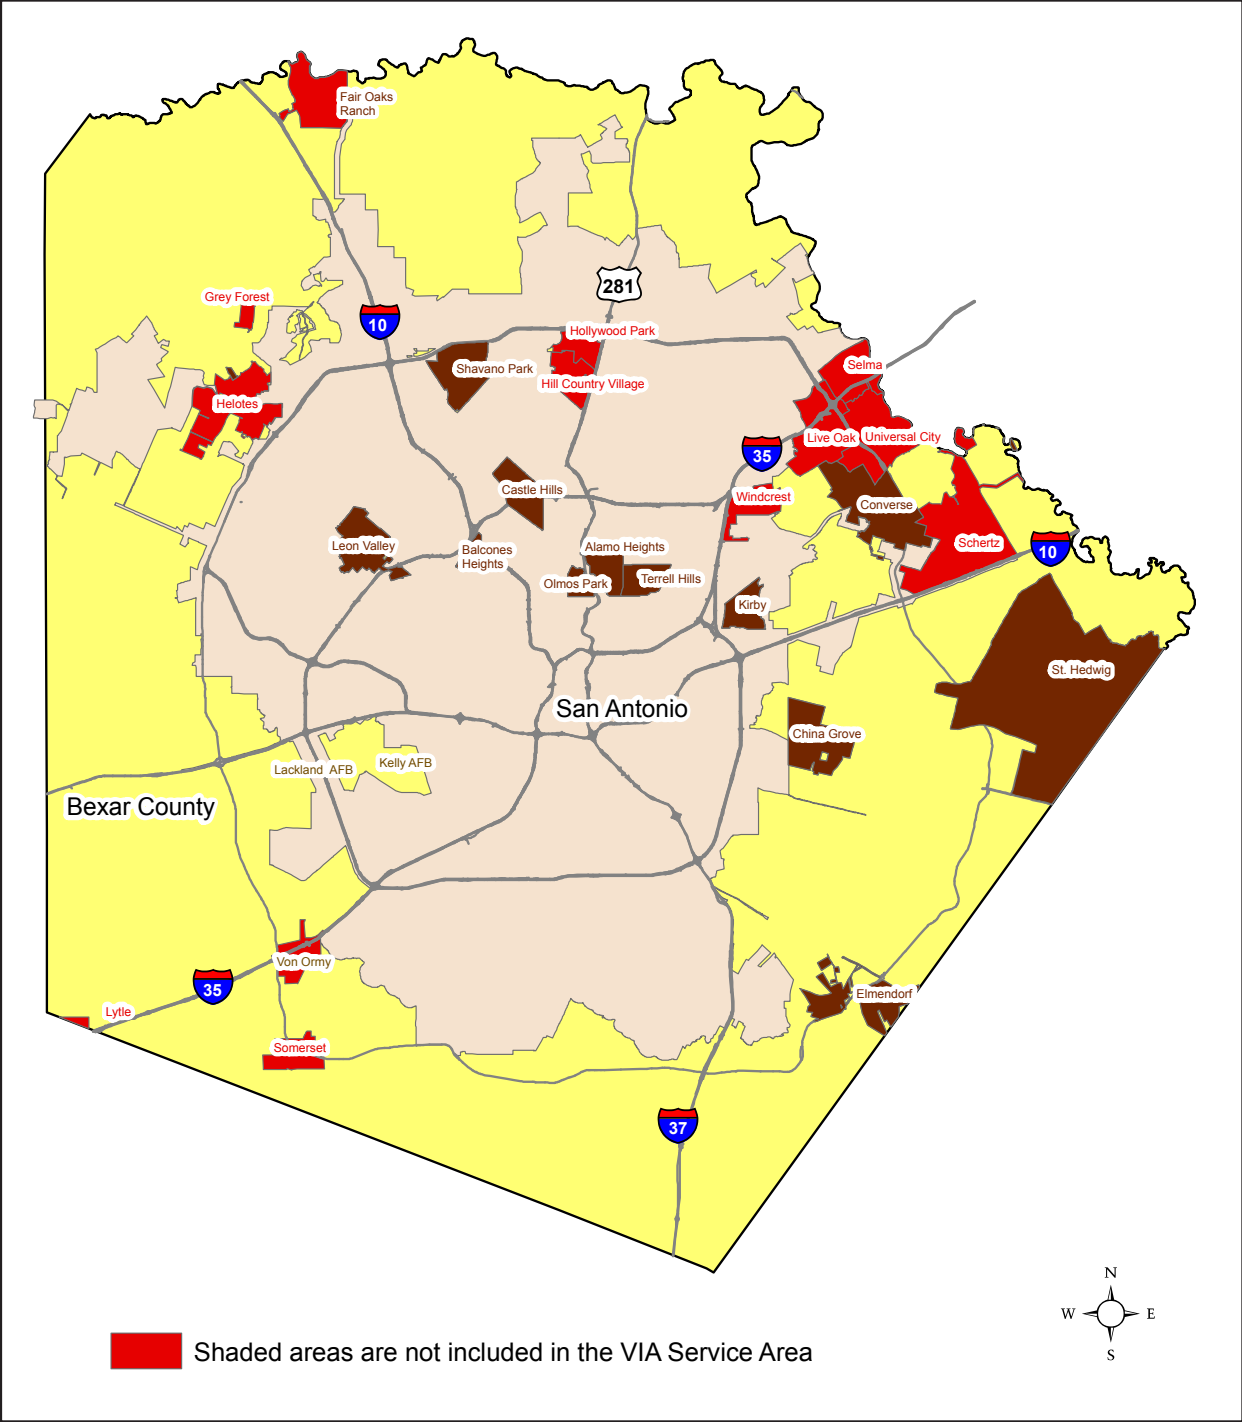 Fair Oaks
Ranch
281
Grey Forest
10
Hollywood Park
Shavano Park
Selma
Hill Country Village
Helotes
Live Oak
Universal City
35
Castle Hills
Windcrest
Converse
Leon Valley
Balcones
Heights
Alamo Heights
Schertz
10
Olmos Park
Terrell Hills
Kirby
St. Hedwig
San Antonio
China Grove
Lackland AFB
Kelly AFB
Bexar County
Von Ormy
35
Elmendorf
Lytle
Somerset
37
N
W
E
S
Shaded areas are not included in the VIA Service Area